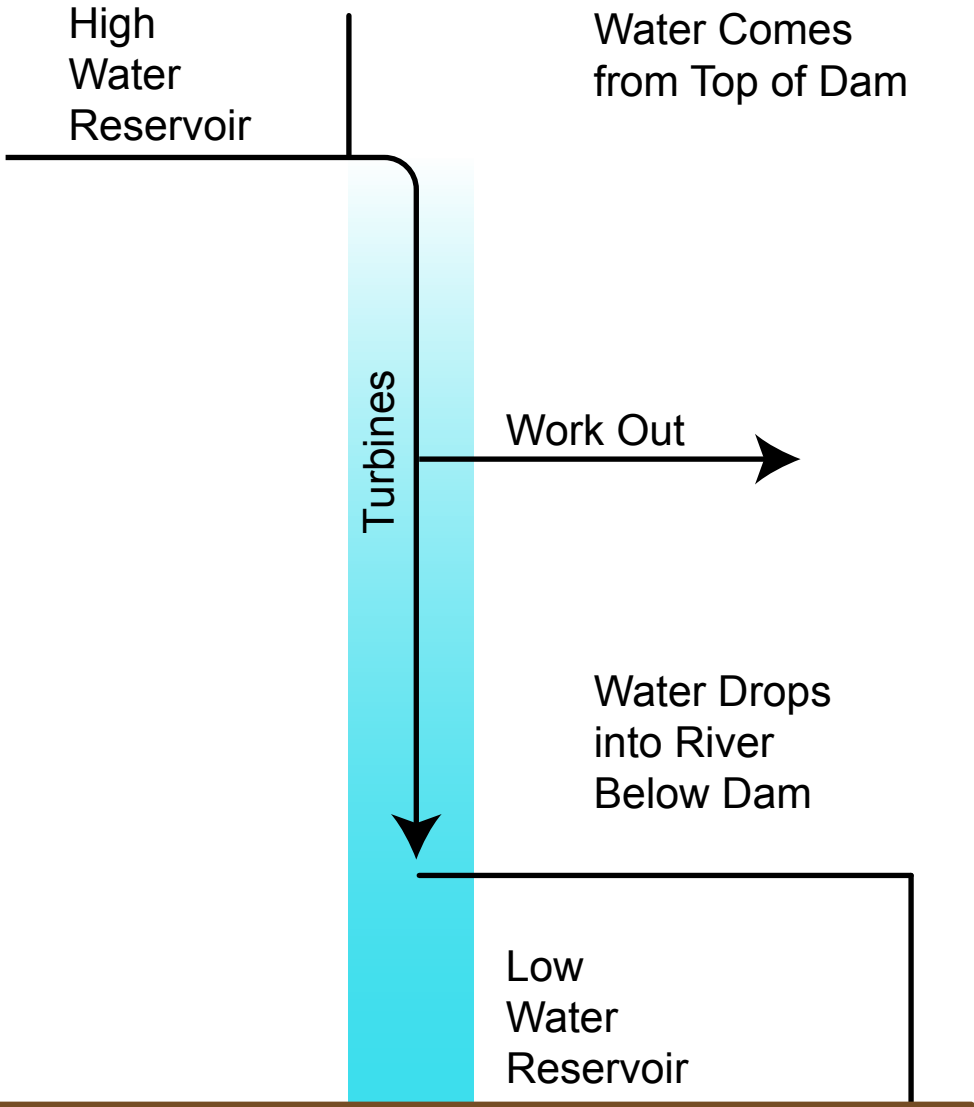 High
Water
Reservoir
Water Comes
from Top of Dam
Turbines
Work Out
Water Drops
into River
Below Dam
Low
Water
Reservoir